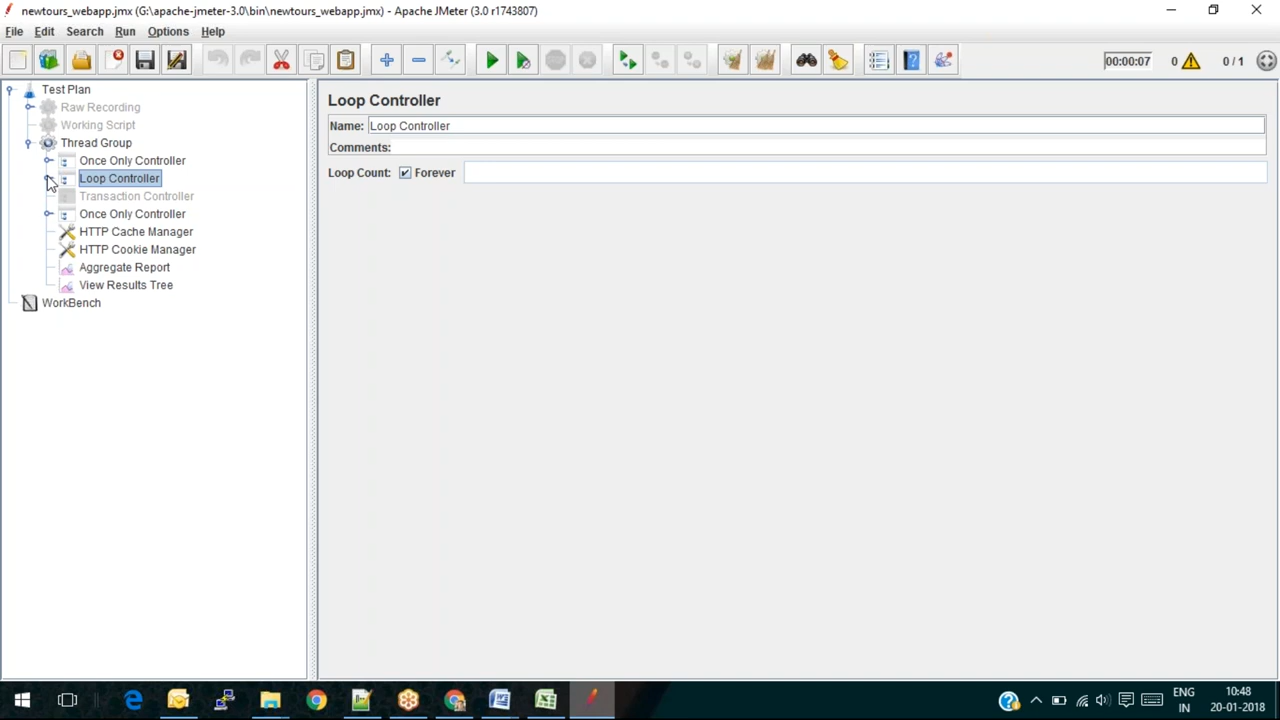 newtours_webapp.jmx (G:\apache-jmeter-3.0\bin\newtours_webapp.jmx) - Apache JMeter (3.0 r1743807)
File Edit Search Run Options Help
00:00:07 0 0 / 1
Test Plan
Raw Recording
Working Script
Thread Group
Once Only Controller
Loop Controller
Transaction Controller
Once Only Controller
HTTP Cache Manager
HTTP Cookie Manager
Aggregate Report
View Results Tree
WorkBench
Loop Controller
Name: Loop Controller
Comments:
Loop Count: Forever
ENG
IN
10:48
20-01-2018